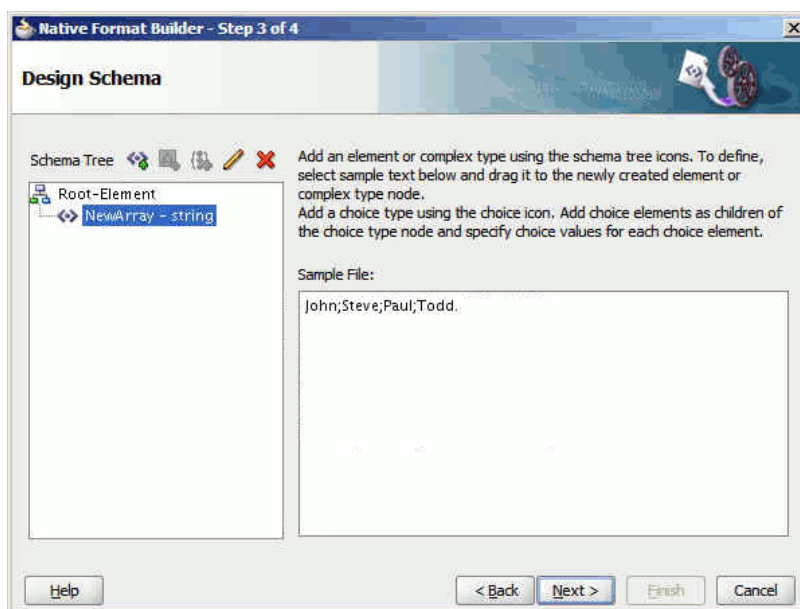 Native Format Builder - Step 3 of 4
Design Schema
Schema Tree
Root-Element
NewArray - string
Add an element or complex type using the schema tree icons. To define,
select sample text below and drag it to the newly created element or
complex type node.
Add a choice type using the choice icon. Add choice elements as children of
the choice type node and specify choice values for each choice element.
Sample File:
John;Steve;Paul;Todd.
Help
< Back
Next >
Finish
Cancel